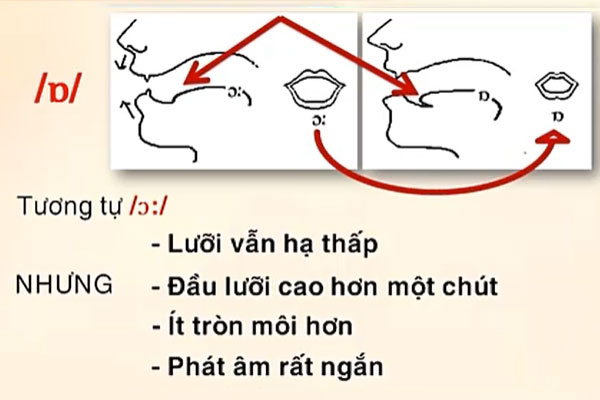 /ɒ/
ɔ:
ɔ:
ɒ
ɒ
Tương tự /ɔ:/
- Lưỡi vẫn hạ thấp
NHƯNG - Đầu lưỡi cao hơn một chút
- Ít tròn môi hơn
- Phát âm rất ngắn